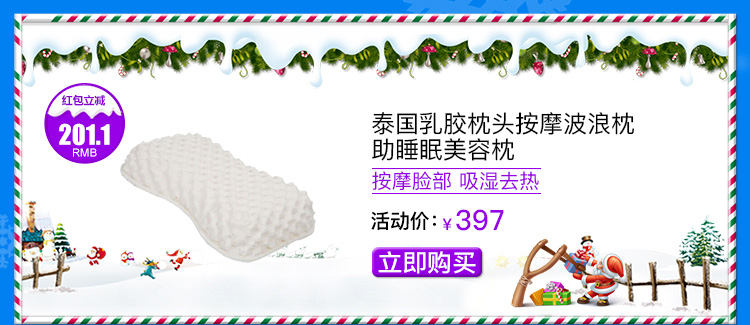 红包立减
201.1
RMB
泰国乳胶枕头按摩波浪枕
助睡眠美容枕
按摩脸部 吸湿去热
活动价:¥397
立即购买